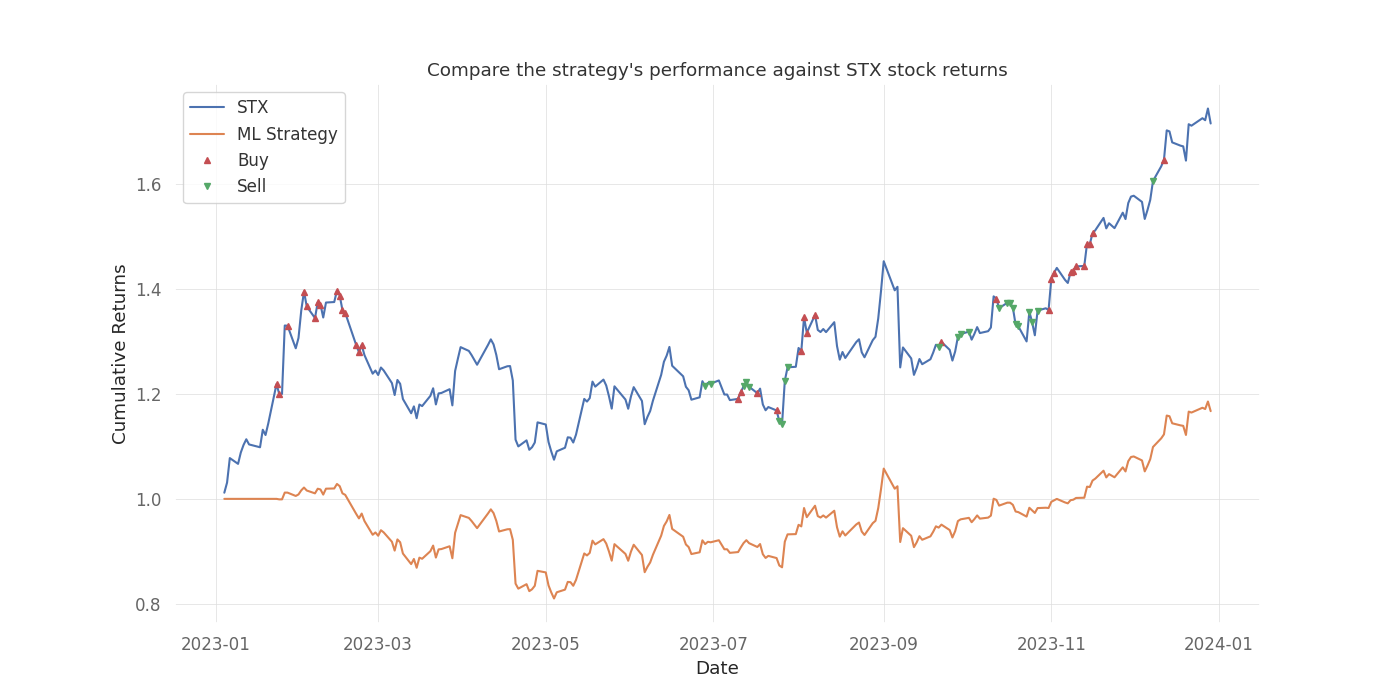 Compare the strategy's performance against STX stock returns
STX
ML Strategy
Buy
Sell
Cumulative Returns
1.6
1.4
1.2
1.0
0.8
2023-01 2023-03 2023-05 2023-07 2023-09 2023-11 2024-01
Date